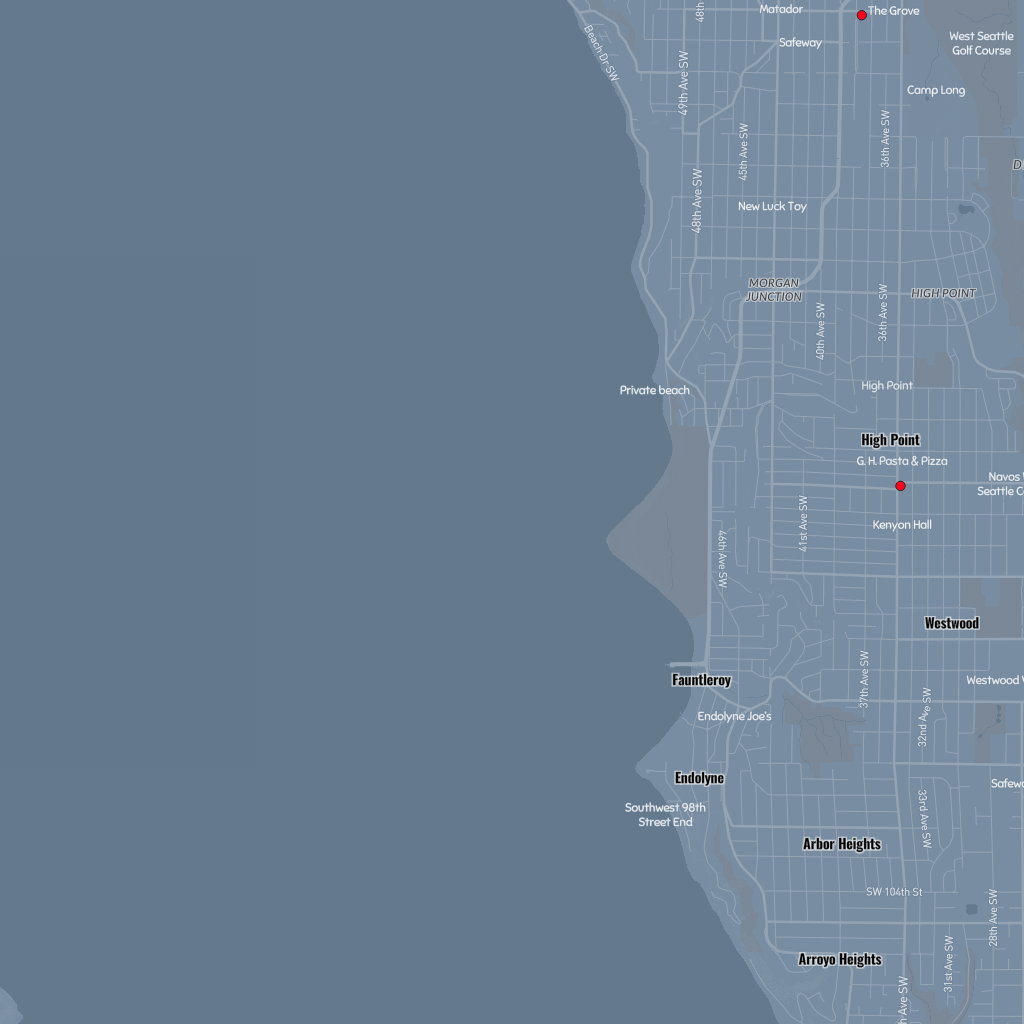 48th
Matador
The Grove
West Seattle
Golf Course
Safeway
Beach Dr SW
49th Ave SW
Camp Long
36th Ave SW
45th Ave SW
D
48th Ave SW
New Luck Toy
MORGAN
JUNCTION
HIGH POINT
36th Ave SW
40th Ave SW
Private beach
High Point
High Point
G. H. Pasta & Pizza
Navos
Seattle C
41st Ave SW
Kenyon Hall
46th Ave SW
Westwood
Fauntleroy
37th Ave SW
Westwood
32nd Ave SW
Endolyne Joe's
Endolyne
Safew
Southwest 98th
Street End
33rd Ave SW
Arbor Heights
SW 104th St
28th Ave SW
31st Ave SW
Arroyo Heights
h Ave SW